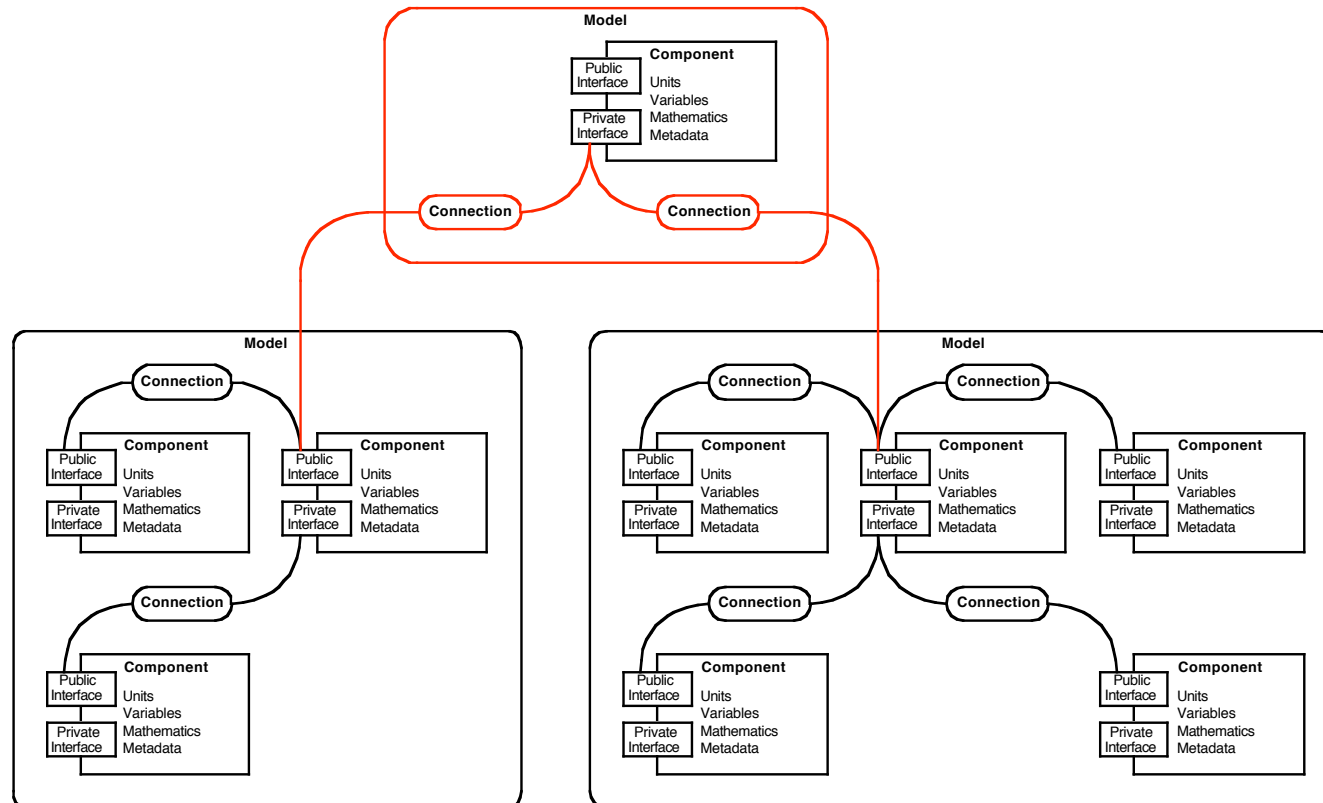 Model
Component
Public
Interface
Units
Variables
Private
Interface
Mathematics
Metadata
Connection
Connection
Model
Connection
Component
Public
Interface
Units
Variables
Private
Interface
Mathematics
Metadata
Component
Public
Interface
Units
Variables
Private
Interface
Mathematics
Metadata
Connection
Component
Public
Interface
Units
Variables
Private
Interface
Mathematics
Metadata
Model
Connection
Connection
Component
Public
Interface
Units
Variables
Private
Interface
Mathematics
Metadata
Component
Public
Interface
Units
Variables
Private
Interface
Mathematics
Metadata
Component
Public
Interface
Units
Variables
Private
Interface
Mathematics
Metadata
Connection
Connection
Component
Public
Interface
Units
Variables
Private
Interface
Mathematics
Metadata
Component
Public
Interface
Units
Variables
Private
Interface
Mathematics
Metadata